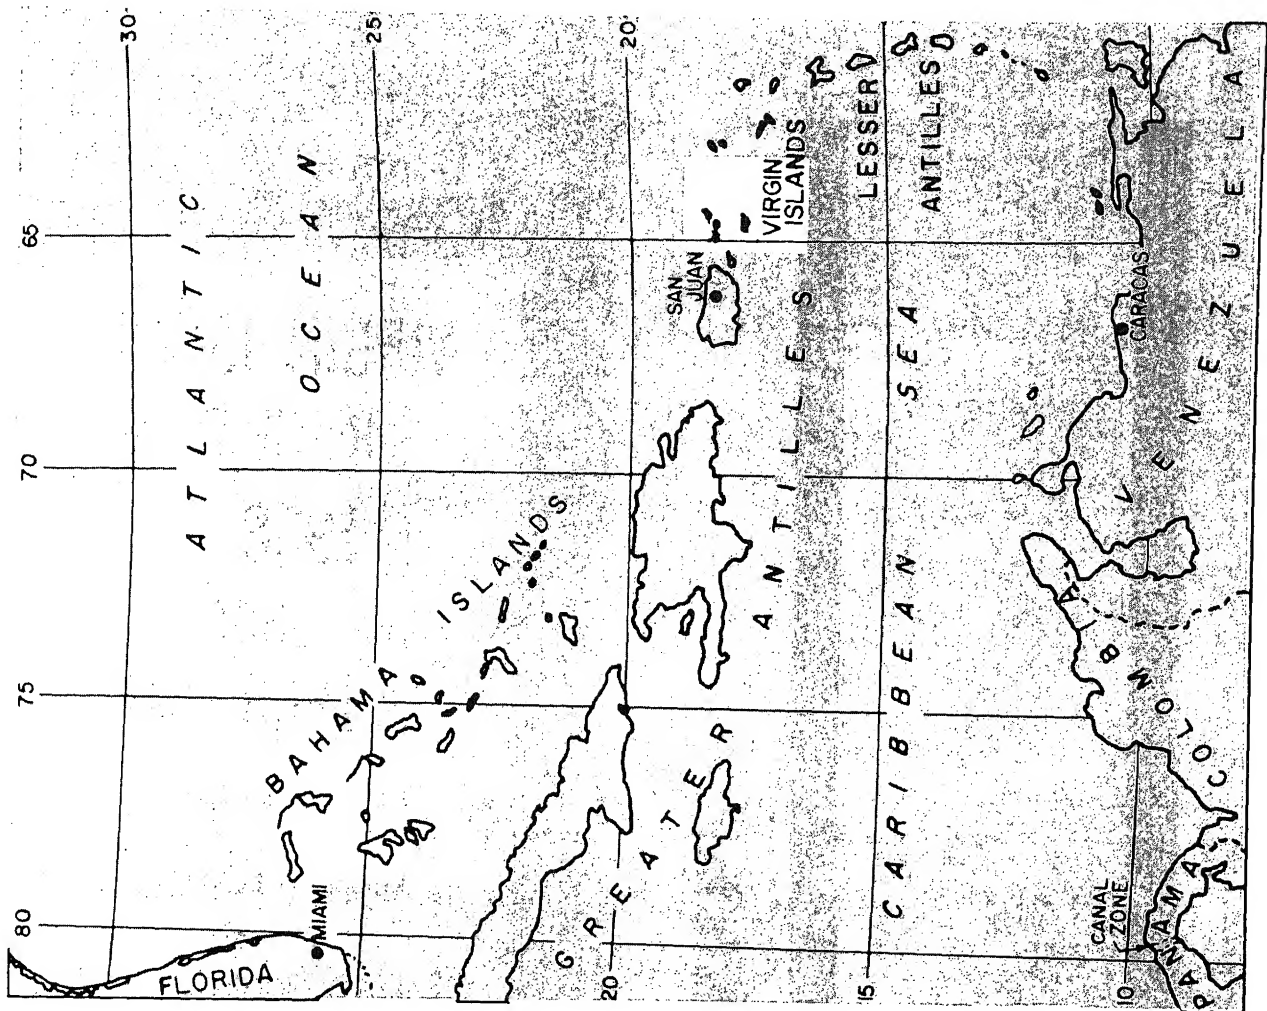 30
25
20
ATLANTIC
OCEAN
65
70
75
80
BAHAMA ISLANDS
MIAMI
FLORIDA
SAN
JUAN
VIRGIN
ISLANDS
LESSER
ANTILLES
GREATER ANTILLES
CARIBBEAN SEA
CARACAS
VENEZUELA
COLOMBIA
CANAL
ZONE
PANAMA
20
15
10